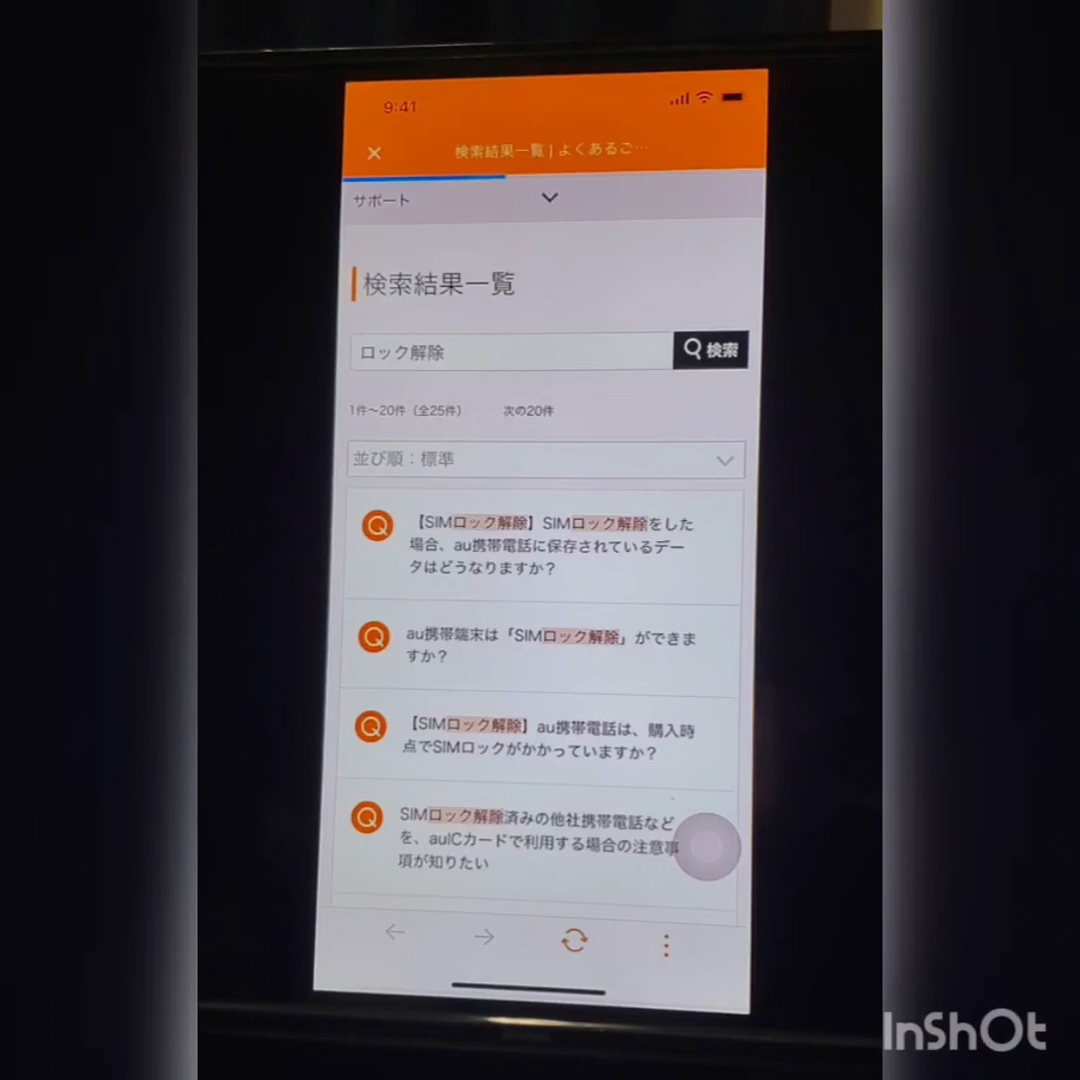 9:41
検索結果一覧 | よくあるご…
サポート
検索結果一覧
ロック解除
検索
1件～20件（全25件）
次の20件
並び順：標準
【SIMロック解除】SIMロック解除をした
場合、au携帯電話に保存されているデー
タはどうなりますか？
au携帯端末は「SIMロック解除」ができま
すか？
【SIMロック解除】au携帯電話は、購入時
点でSIMロックがかかっていますか？
SIMロック解除済みの他社携帯電話など
を、auICカードで利用する場合の注意事
項が知りたい
InShOt